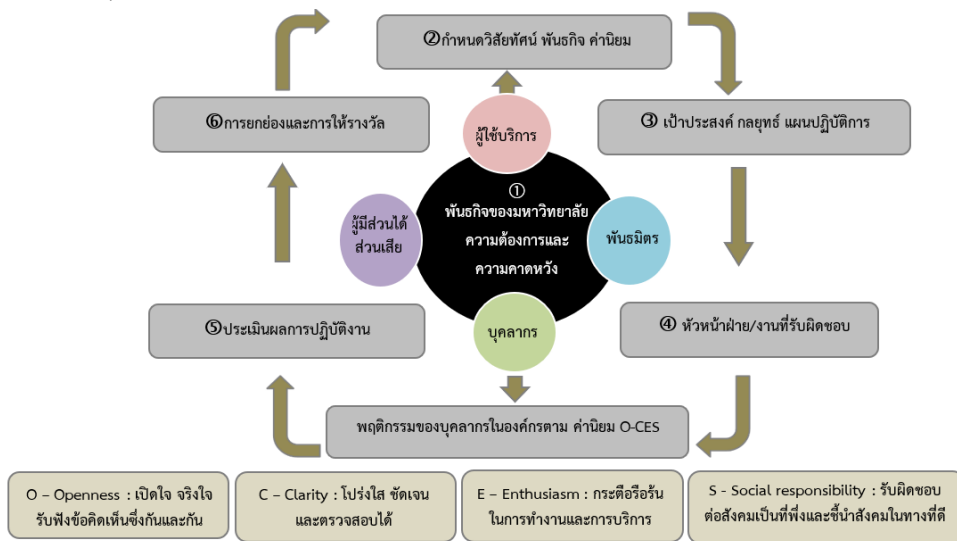 ②กำหนดวิสัยทัศน์ พันธกิจ ค่านิยม
⑥การยกย่องและการให้รางวัล
③ เป้าประสงค์ กลยุทธ์ แผนปฏิบัติการ
ผู้ใช้บริการ
①
พันธกิจของมหาวิทยาลัย
ความต้องการและ
ความคาดหวัง
ผู้มีส่วนได้
ส่วนเสีย
พันธมิตร
บุคลากร
⑤ประเมินผลการปฏิบัติงาน
④ หัวหน้าฝ่าย/งานที่รับผิดชอบ
พฤติกรรมของบุคลากรในองค์กรตาม ค่านิยม O-CES
O – Openness : เปิดใจ จริงใจ
รับฟังข้อคิดเห็นซึ่งกันและกัน
C – Clarity : โปร่งใส ชัดเจน
และตรวจสอบได้
E – Enthusiasm : กระตือรือร้น
ในการทำงานและการบริการ
S - Social responsibility : รับผิดชอบ
ต่อสังคมเป็นที่พึ่งและชี้นำสังคมในทางที่ดี